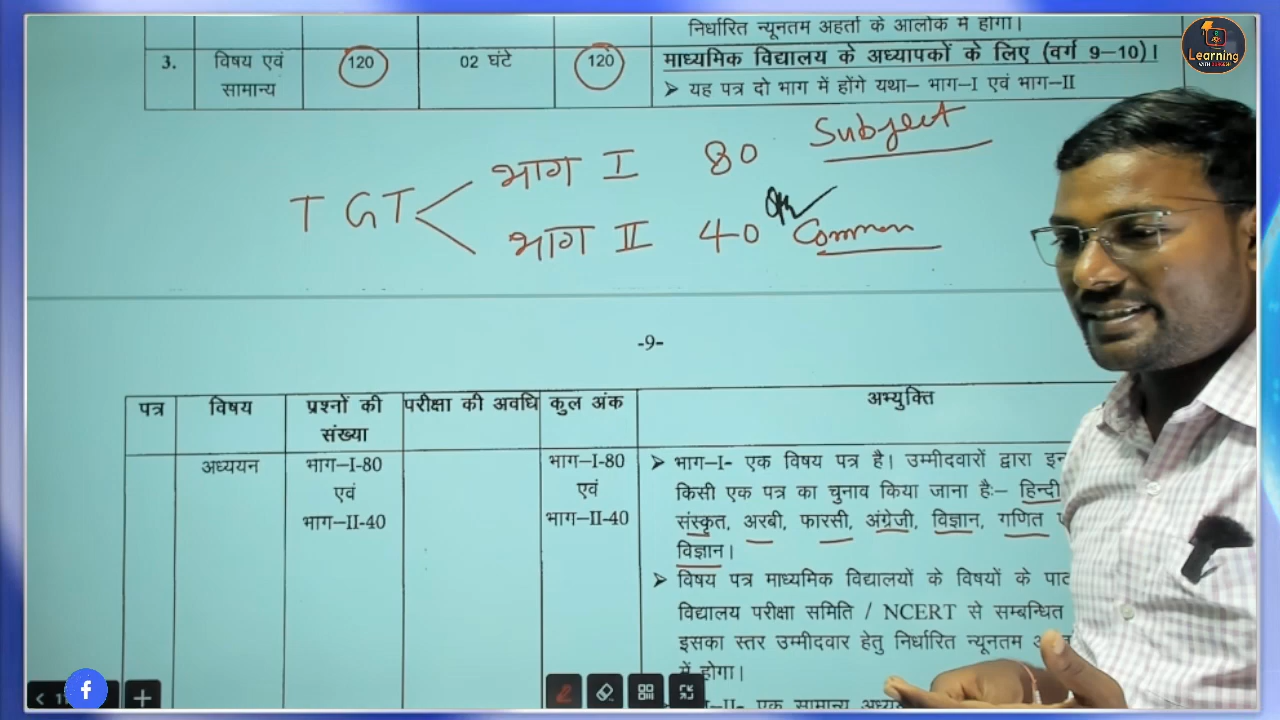 निर्धारित न्यूनतम अहर्ता के आलोक में होगा।
3. विषय एवं सामान्य 120 02 घंटे 120 माध्यमिक विद्यालय के अध्यापकों के लिए (वर्ग 9–10)।
➢ यह पत्र दो भाग में होंगे यथा– भाग–I एवं भाग–II
Learning
TGT
भाग I 80 Subject
भाग II 40 Common
-9-
पत्र विषय प्रश्नों की संख्या परीक्षा की अवधि कुल अंक अभ्युक्ति
अध्ययन भाग–I-80 एवं भाग–II-40 भाग–I-80 एवं भाग–II-40
➢ भाग–I- एक विषय पत्र है। उम्मीदवारों द्वारा
किसी एक पत्र का चुनाव किया जाना हैः– हिन्दी
संस्कृत, अरबी, फारसी, अंग्रेजी, विज्ञान, गणित
विज्ञान।
➢ विषय पत्र माध्यमिक विद्यालयों के विषयों के
विद्यालय परीक्षा समिति / NCERT से सम्बन्धित
इसका स्तर उम्मीदवार हेतु निर्धारित न्यूनतम
में होगा।
एक सामान्य